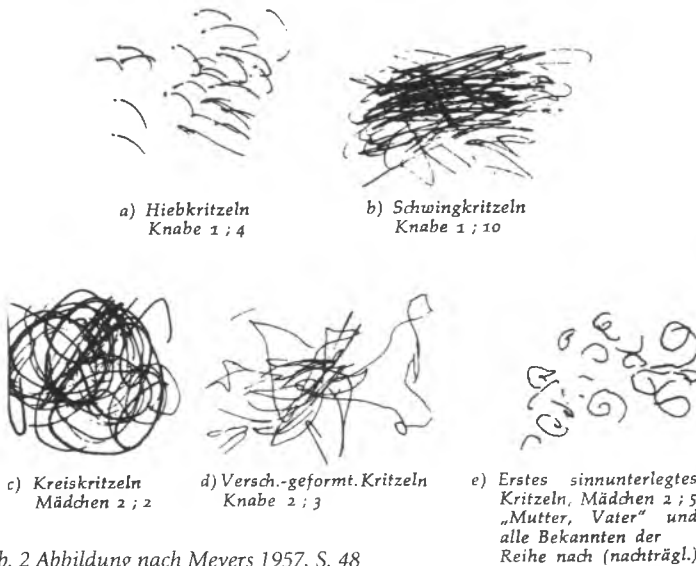 a) Hiebkritzeln
Knabe 1 ; 4
b) Schwingkritzeln
Knabe 1 ; 10
c) Kreiskritzeln
Mädchen 2 ; 2
d) Versch.-geformt. Kritzeln
Knabe 2 ; 3
e) Erstes sinnunterlegtes
Kritzeln, Mädchen 2 ; 5
„Mutter, Vater" und
alle Bekannten der
Reihe nach (nachträgl.)
b. 2 Abbildung nach Meyers 1957, S. 48